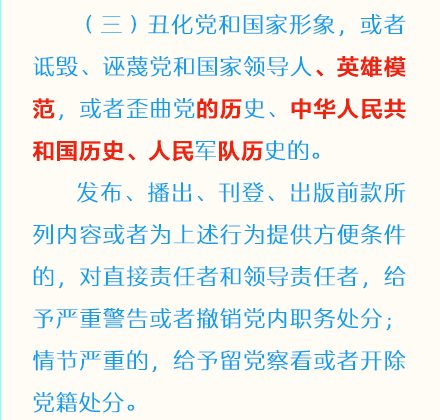 （三）丑化党和国家形象，或者
诋毁、诬蔑党和国家领导人、英雄模
范，或者歪曲党的历史、中华人民共
和国历史、人民军队历史的。
发布、播出、刊登、出版前款所
列内容或者为上述行为提供方便条件
的，对直接责任者和领导责任者，给
予严重警告或者撤销党内职务处分；
情节严重的，给予留党察看或者开除
党籍处分。